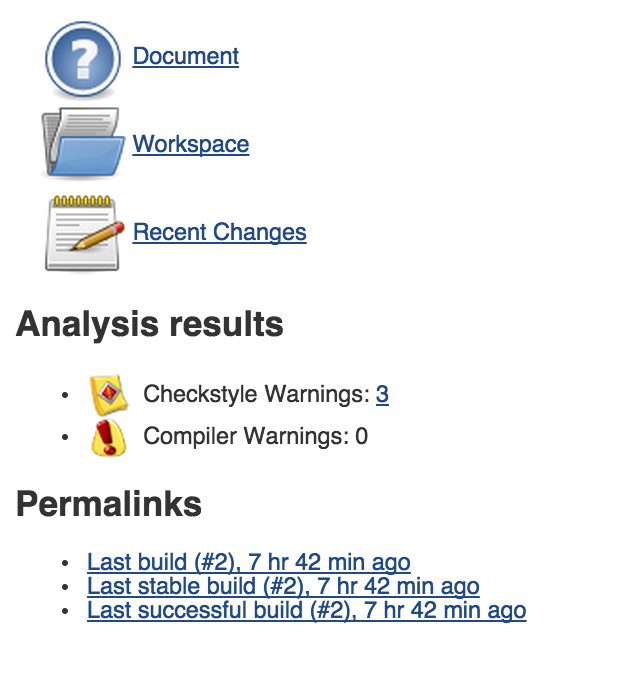 Document
Workspace
Recent Changes
Analysis results
Checkstyle Warnings: 3
Compiler Warnings: 0
Permalinks
Last build (#2), 7 hr 42 min ago
Last stable build (#2), 7 hr 42 min ago
Last successful build (#2), 7 hr 42 min ago